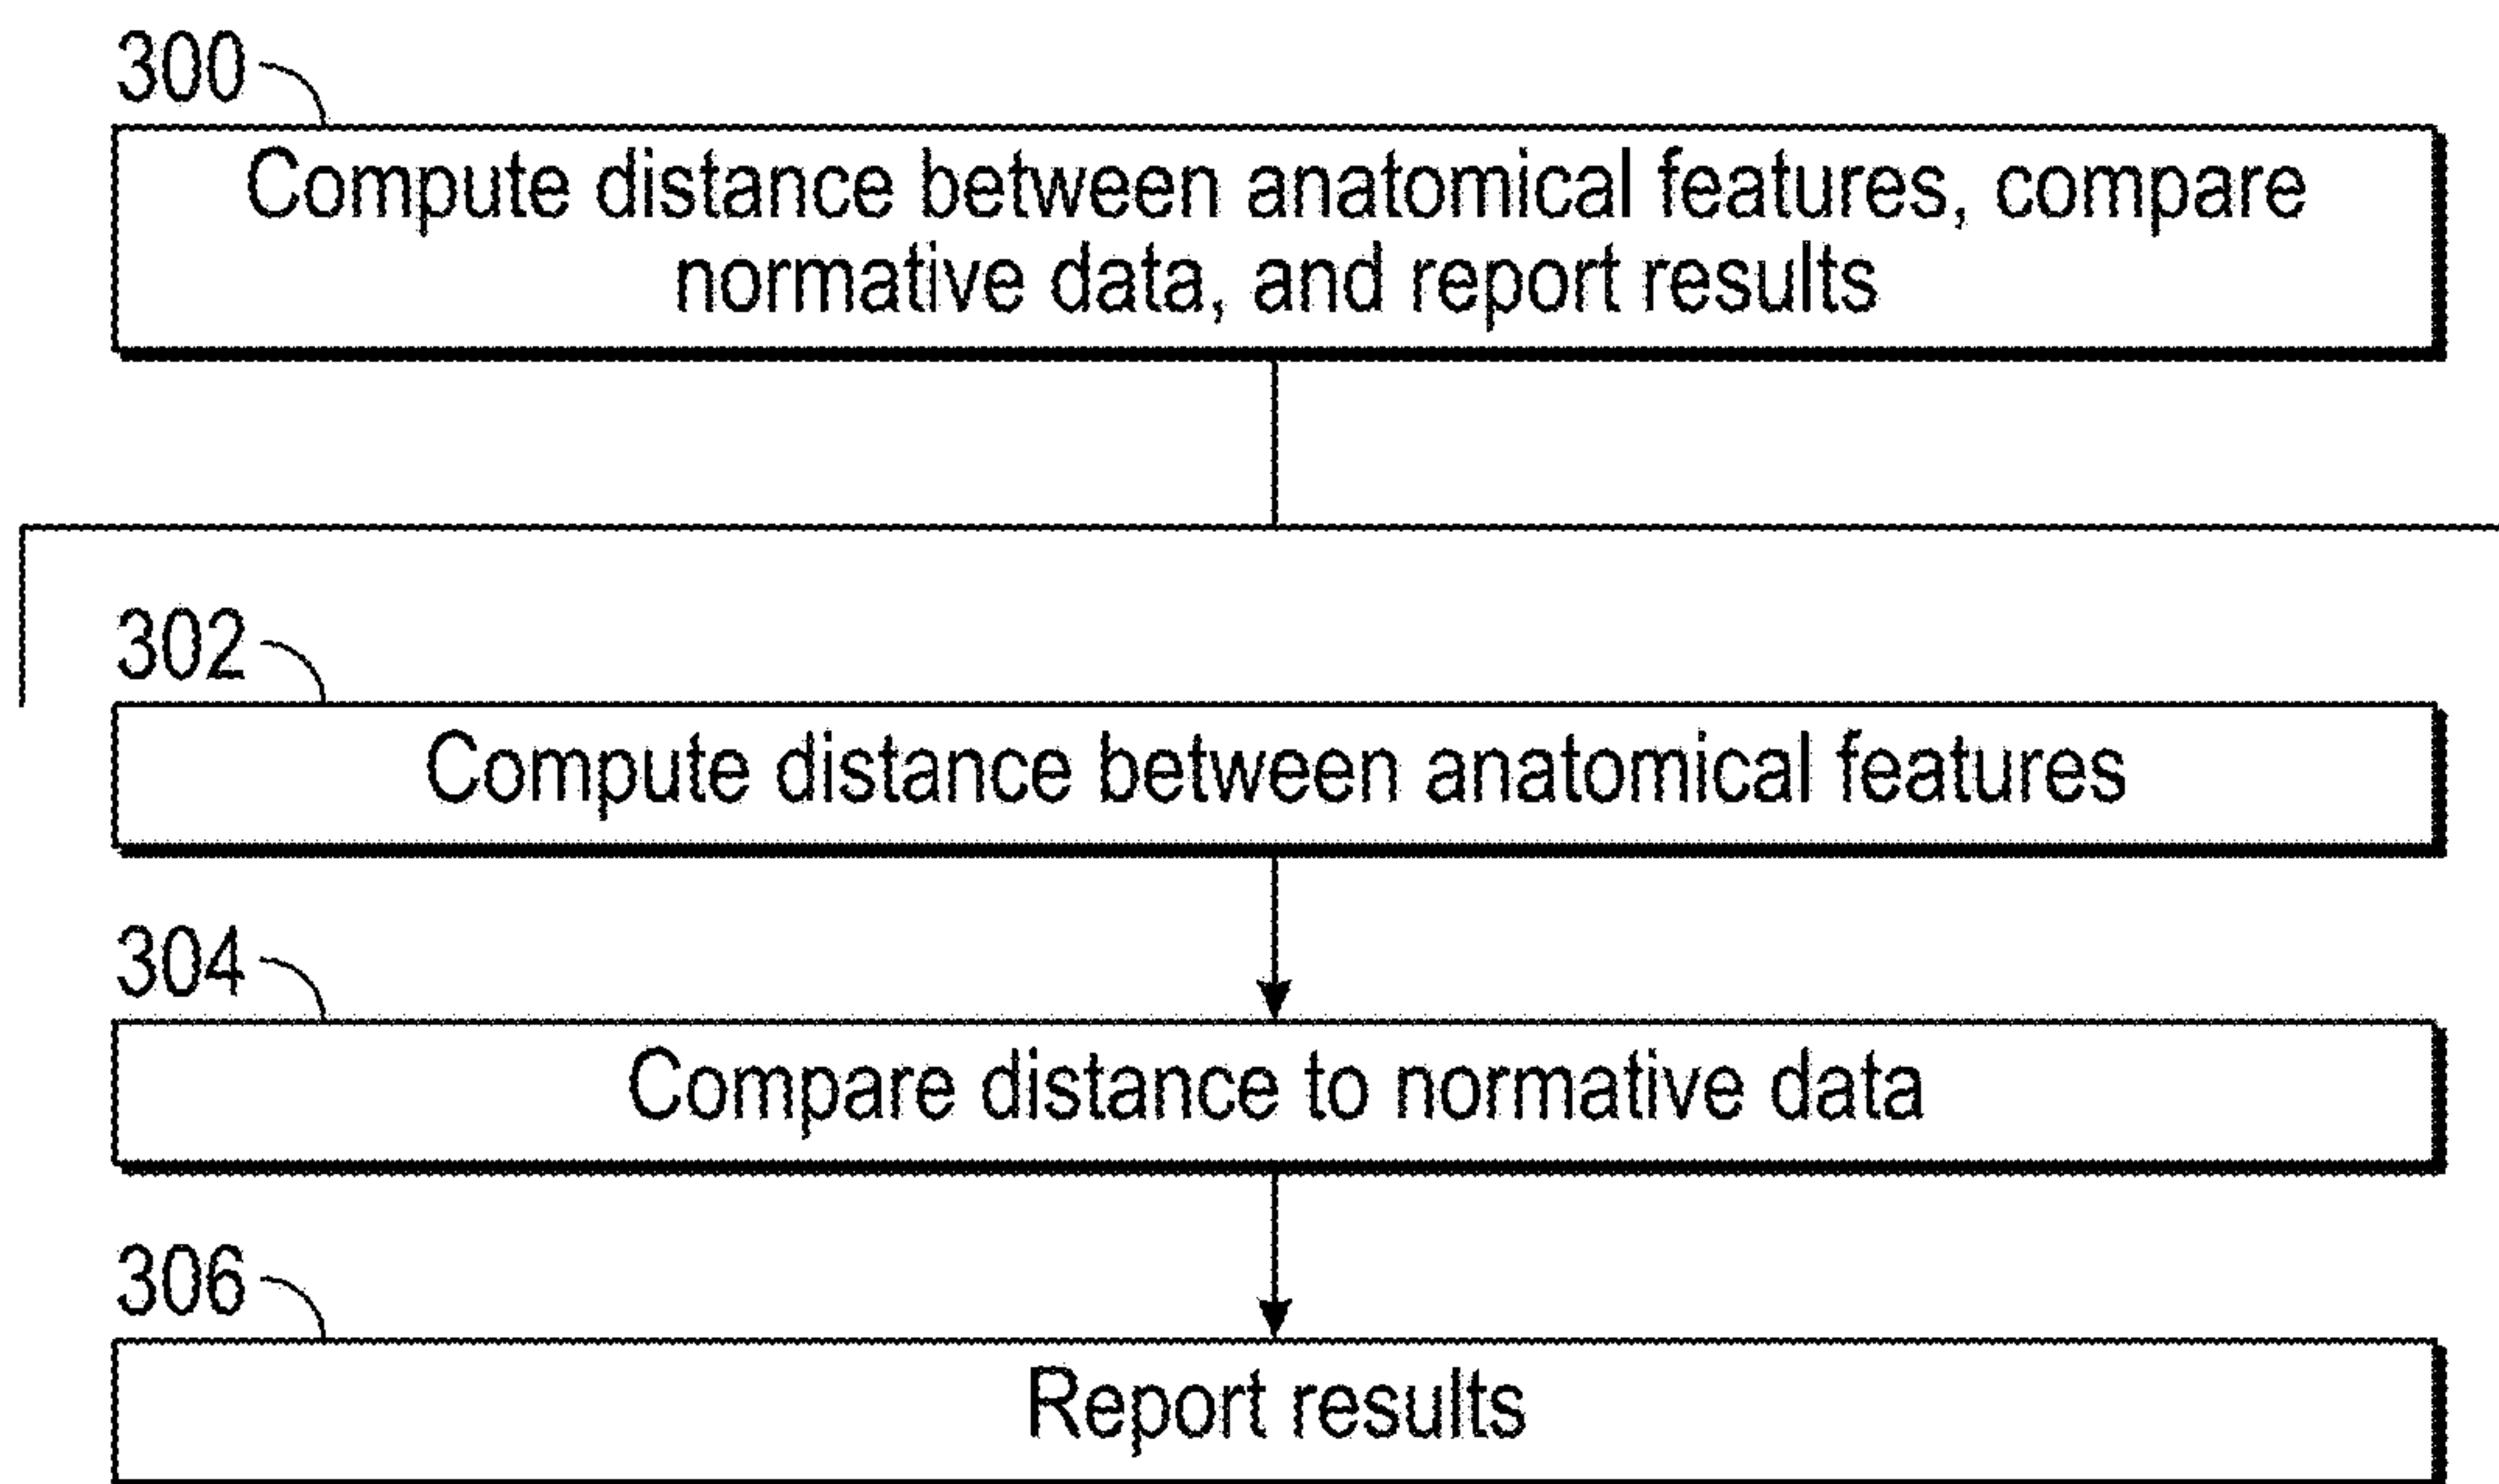 300
Compute distance between anatomical features, compare
normative data, and report results
302
Compute distance between anatomical features
304
Compare distance to normative data
306
Report results